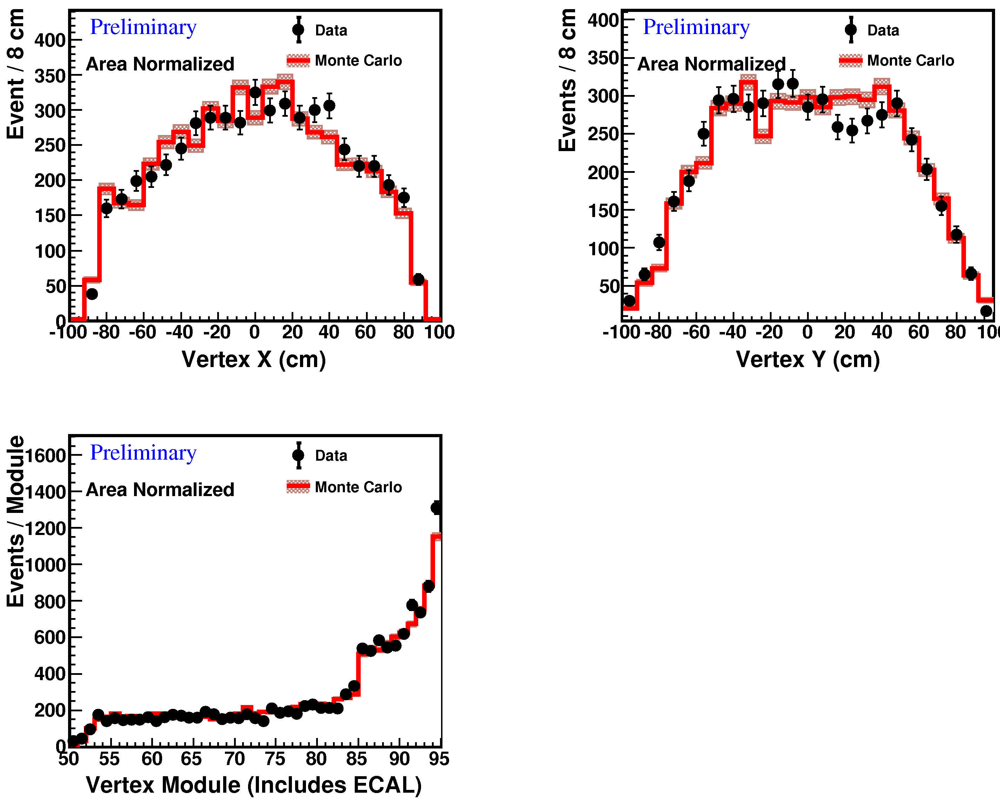 Event / 8 cm
Preliminary
Area Normalized
Data
Monte Carlo
400
350
300
250
200
150
100
50
0
-100 -80 -60 -40 -20 0 20 40 60 80 100
Vertex X (cm)
Events / 8 cm
Preliminary
Area Normalized
Data
Monte Carlo
400
350
300
250
200
150
100
50
-100 -80 -60 -40 -20 0 20 40 60 80 10
Vertex Y (cm)
Events / Module
Preliminary
Area Normalized
Data
Monte Carlo
1600
1400
1200
1000
800
600
400
200
0
50 55 60 65 70 75 80 85 90 95
Vertex Module (Includes ECAL)